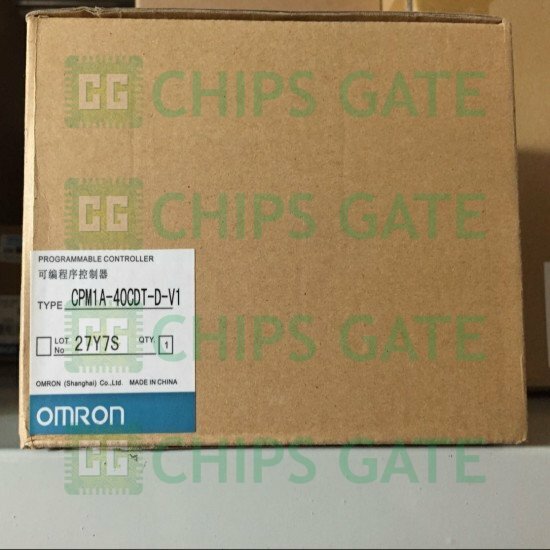 CG CHIPS GATE
CG CHIPS GATE
PROGRAMMABLE CONTROLLER
可编程序控制器
TYPE CPM1A-40CDT-D-V1
LOT No 27Y7S QTY 1
OMRON (Shanghai) Co.,Ltd. MADE IN CHINA
OMRON
CG CHIPS GATE
CG CHIPS GATE